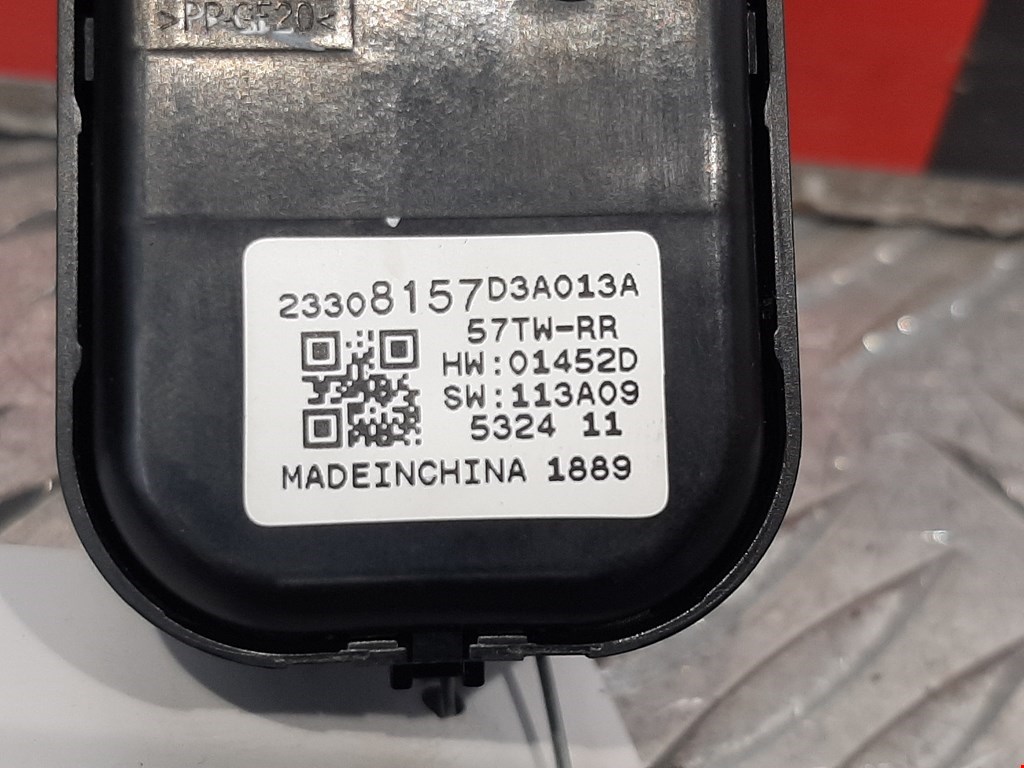 >PP-GF20<
23308157D3A013A
57TW-RR
HW:01452D
SW:113A09
5324 11
MADEINCHINA 1889